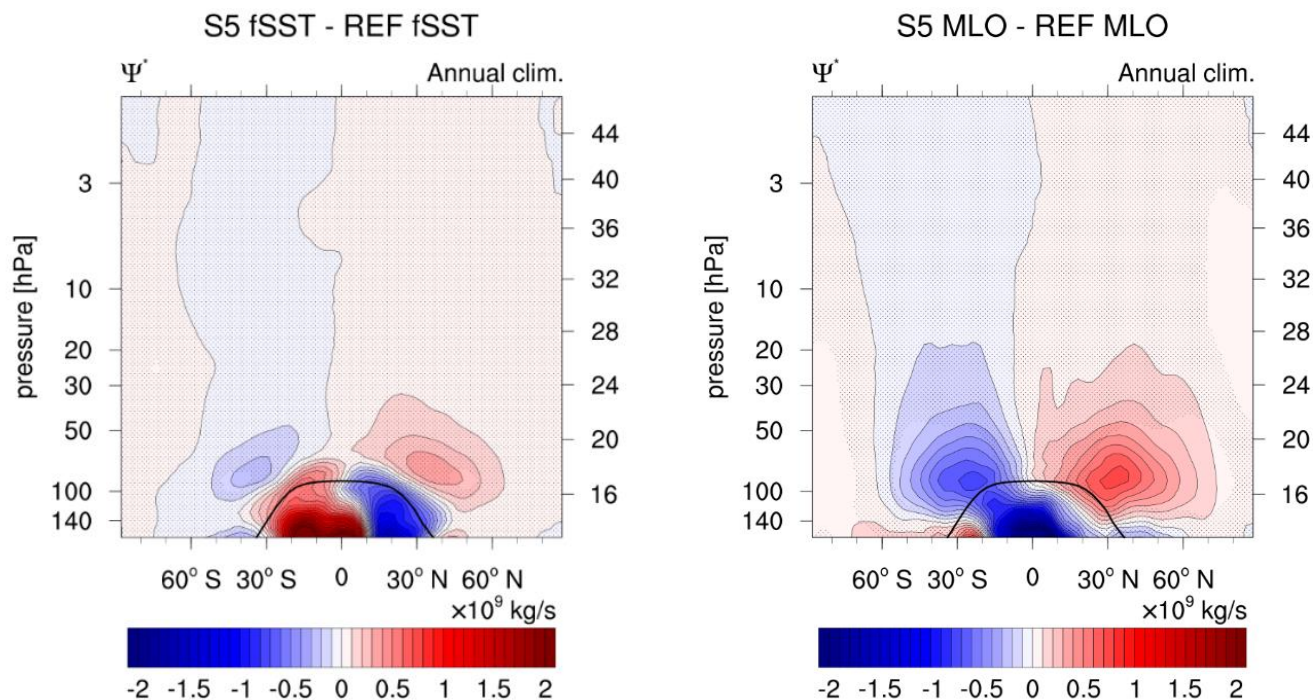 S5 fSST - REF fSST
Ψ* Annual clim.
pressure [hPa]
3
10
20
30
50
100
140
44
40
36
32
28
24
20
16
60° S 30° S 0 30° N 60° N
×10⁹ kg/s
-2 -1.5 -1 -0.5 0 0.5 1 1.5 2
S5 MLO - REF MLO
Ψ* Annual clim.
pressure [hPa]
3
10
20
30
50
100
140
44
40
36
32
28
24
20
16
60° S 30° S 0 30° N 60° N
×10⁹ kg/s
-2 -1.5 -1 -0.5 0 0.5 1 1.5 2